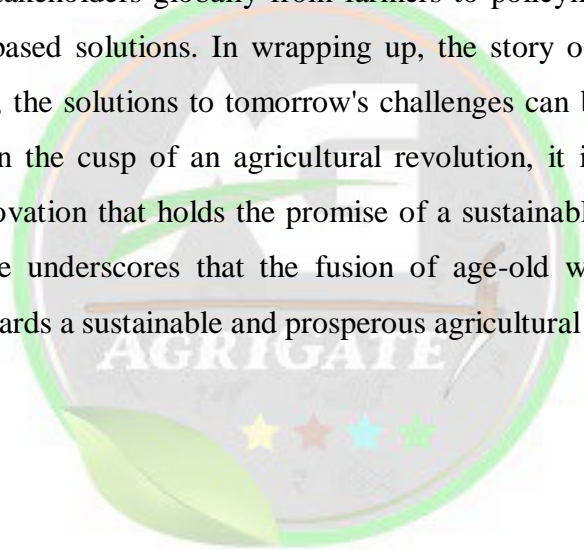 stakeholders globally from farmers to policym
based solutions. In wrapping up, the story o
, the solutions to tomorrow's challenges can b
n the cusp of an agricultural revolution, it i
ovation that holds the promise of a sustainabl
e underscores that the fusion of age-old w
ards a sustainable and prosperous agricultural
AGRIGATE